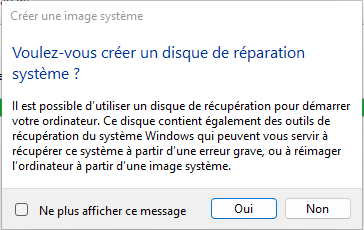 Créer une image système
Voulez-vous créer un disque de réparation
système ?
Il est possible d'utiliser un disque de récupération pour démarrer
votre ordinateur. Ce disque contient également des outils de
récupération du système Windows qui peuvent vous servir à
récupérer ce système à partir d'une erreur grave, ou à réimager
l'ordinateur à partir d'une image système.
Ne plus afficher ce message
Oui
Non